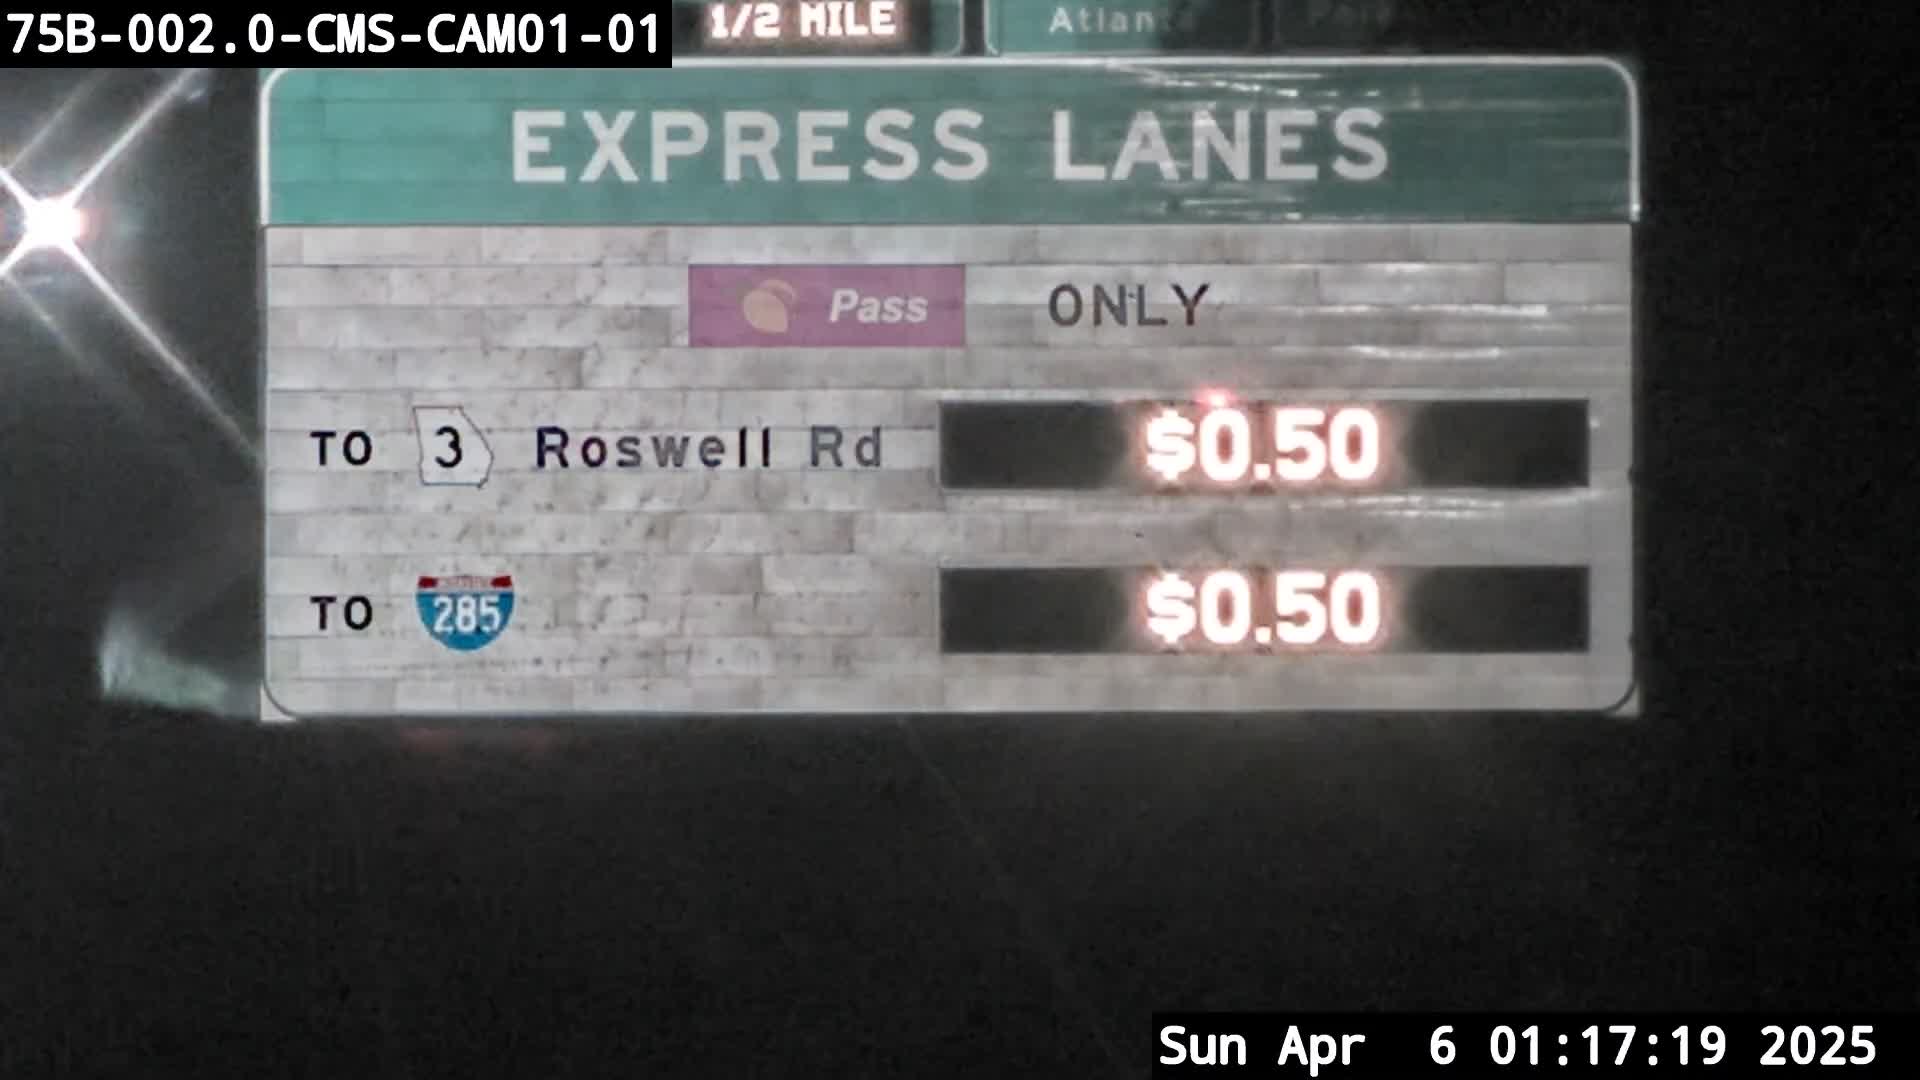 75B-002.0-CMS-CAM01-01
1/2 MILE
EXPRESS LANES
Pass ONLY
TO 3 Roswell Rd $0.50
TO 285 $0.50
Sun Apr 6 01:17:19 2025